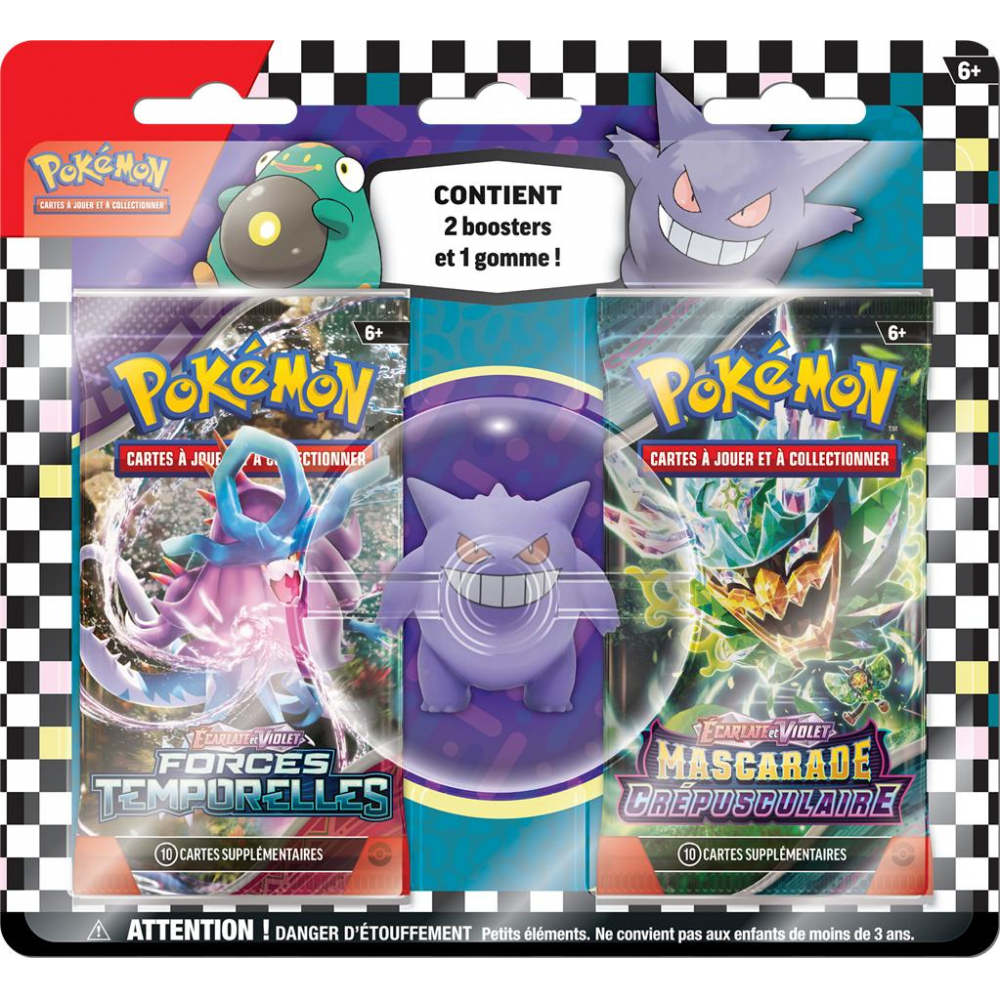 6+
POKÉMON
CARTES À JOUER ET À COLLECTIONNER
CONTIENT
2 boosters
et 1 gomme !
6+
POKÉMON
CARTES À JOUER ET À COLLECTIONNER
ÉCARLATE et VIOLET
FORCES
TEMPORELLES
10 CARTES SUPPLÉMENTAIRES
6+
POKÉMON
CARTES À JOUER ET À COLLECTIONNER
ÉCARLATE et VIOLET
MASCARADE
CRÉPUSCULAIRE
10 CARTES SUPPLÉMENTAIRES
ATTENTION ! DANGER D'ÉTOUFFEMENT Petits éléments. Ne convient pas aux enfants de moins de 3 ans.